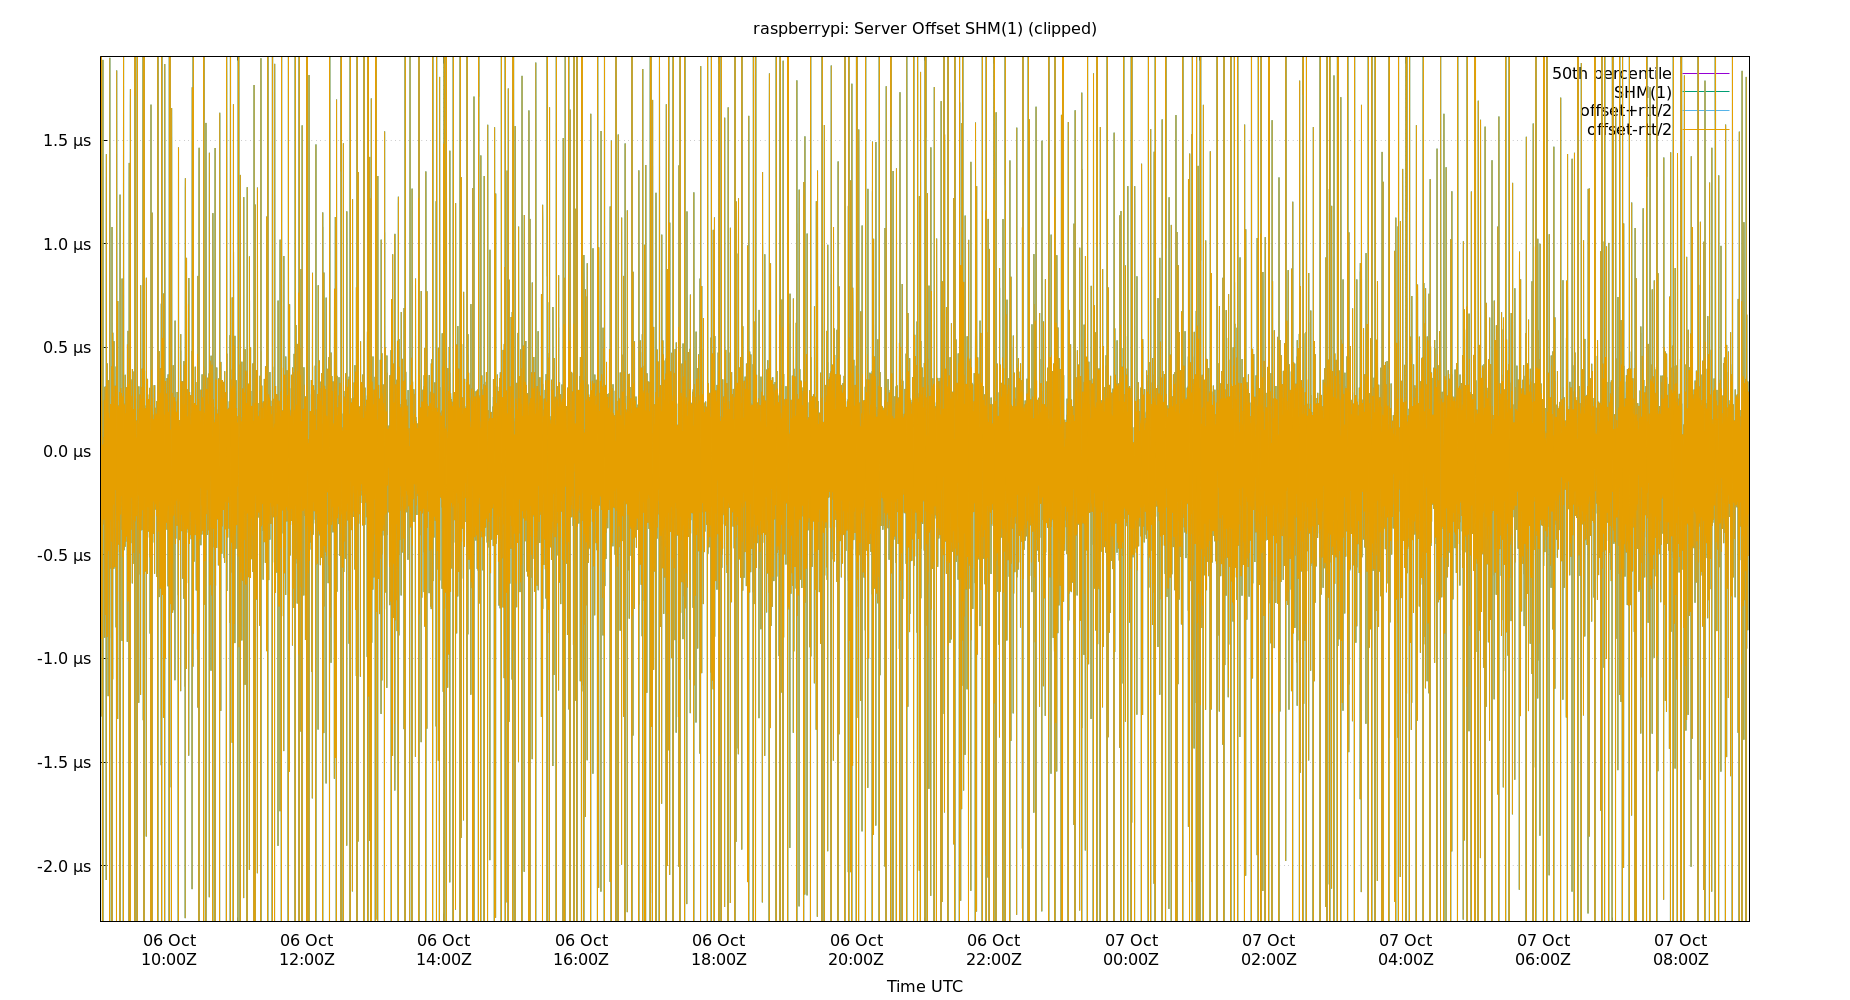 raspberrypi: Server Offset SHM(1) (clipped)
50th percentile
SHM(1)
offset+rtt/2
offset-rtt/2
1.5 µs
1.0 µs
0.5 µs
0.0 µs
-0.5 µs
-1.0 µs
-1.5 µs
-2.0 µs
06 Oct 06 Oct 06 Oct 06 Oct 06 Oct 06 Oct 06 Oct 07 Oct 07 Oct 07 Oct 07 Oct 07 Oct
10:00Z 12:00Z 14:00Z 16:00Z 18:00Z 20:00Z 22:00Z 00:00Z 02:00Z 04:00Z 06:00Z 08:00Z
Time UTC